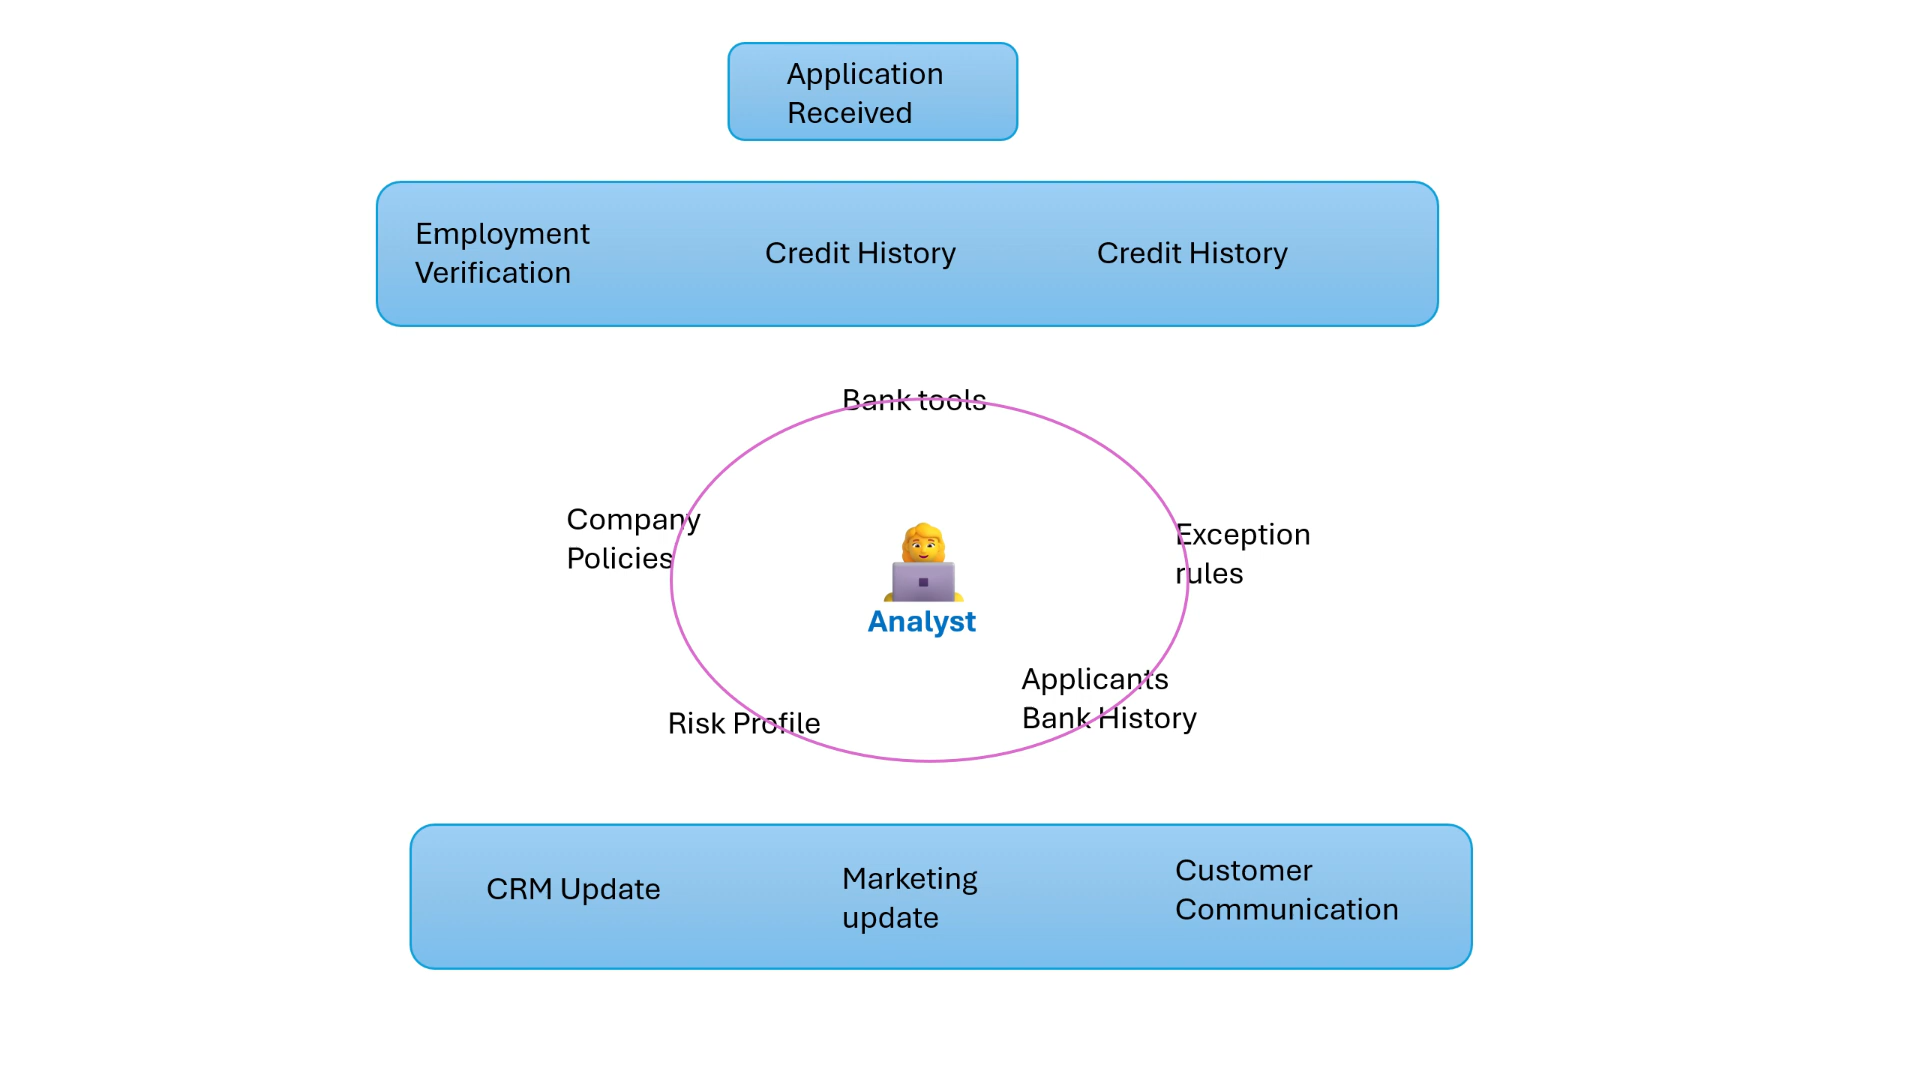 Application
Received
Employment
Verification
Credit History
Credit History
Bank tools
Company
Policies
Exception
rules
Analyst
Applicants
Bank History
Risk Profile
CRM Update
Marketing
update
Customer
Communication